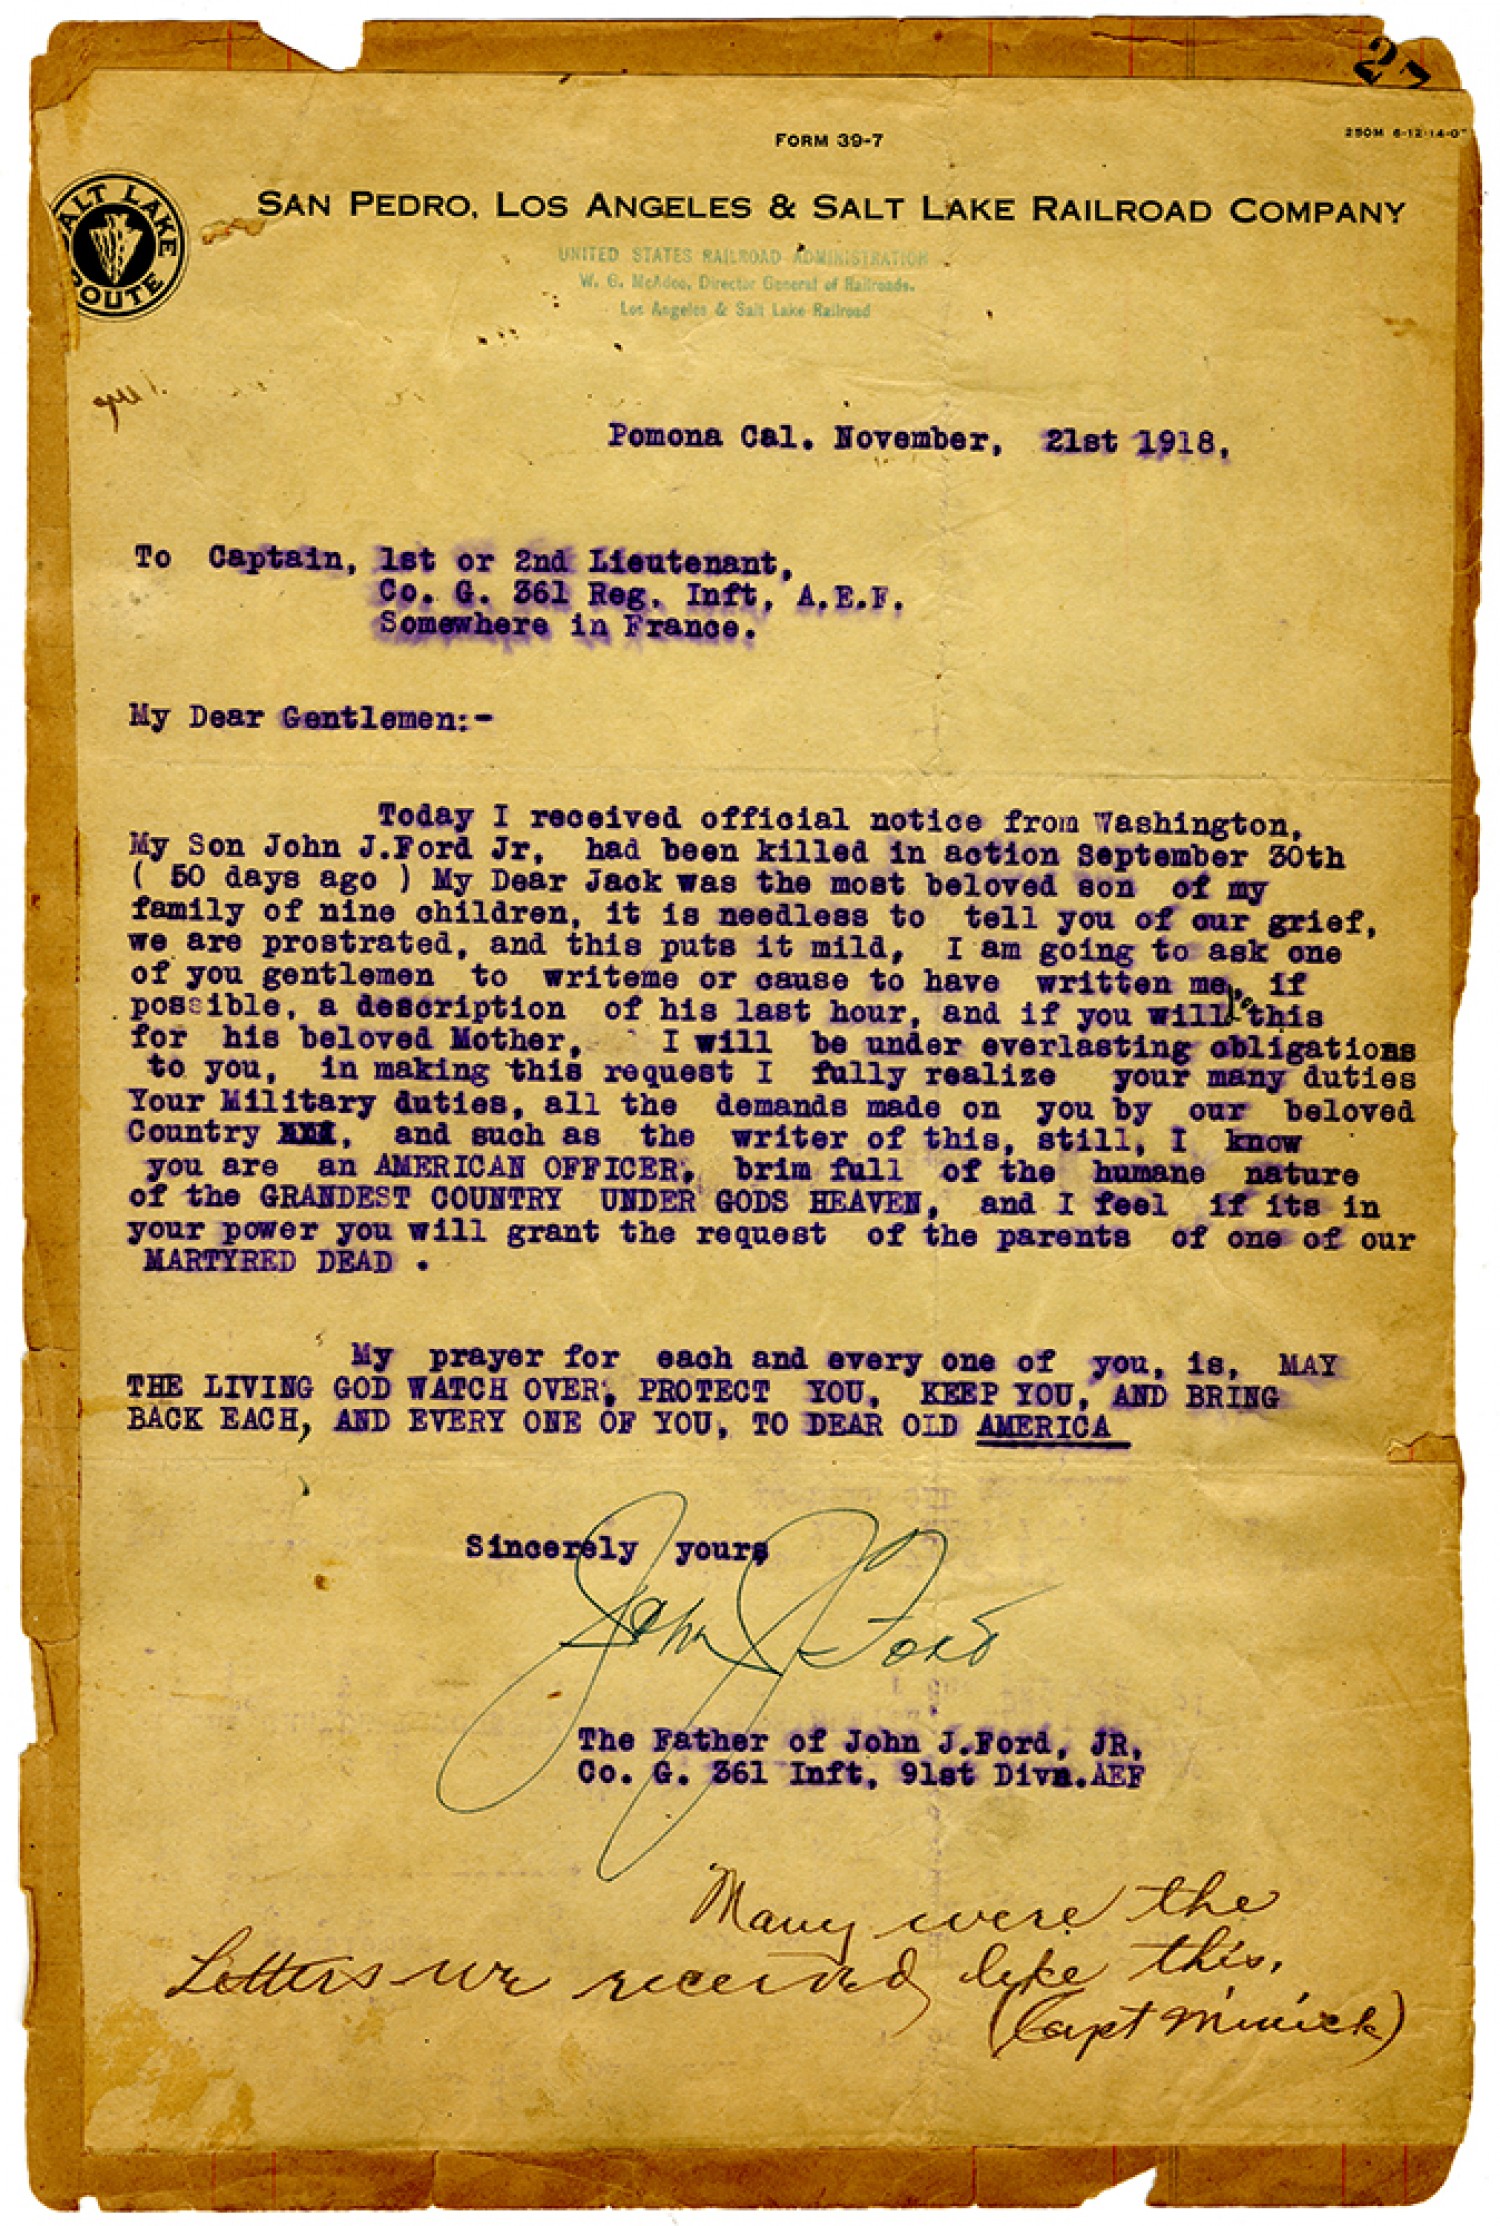 27
FORM 39-7
250M 6-12-14-0
SALT LAKE
ROUTE
SAN PEDRO, LOS ANGELES & SALT LAKE RAILROAD COMPANY
UNITED STATES RAILROAD ADMINISTRATION
W. G. McAdoo, Director General of Railroads.
Los Angeles & Salt Lake Railroad
Pomona Cal. November, 21st 1918.
To Captain, 1st or 2nd Lieutenant,
Co. G. 361 Reg. Inft, A.E.F.
Somewhere in France.
My Dear Gentlemen:-
Today I received official notice from Washington,
My Son John J.Ford Jr, had been killed in action September 30th
( 50 days ago ) My Dear Jack was the most beloved son of my
family of nine children, it is needless to tell you of our grief,
we are prostrated, and this puts it mild, I am going to ask one
of you gentlemen to writeme or cause to have written me, if
possible, a description of his last hour, and if you will this
for his beloved Mother, I will be under everlasting obligations
to you, in making this request I fully realize your many duties
Your Military duties, all the demands made on you by our beloved
Country , and such as the writer of this, still, I know
you are an AMERICAN OFFICER, brim full of the humane nature
of the GRANDEST COUNTRY UNDER GODS HEAVEN, and I feel if its in
your power you will grant the request of the parents of one of our
MARTYRED DEAD .
My prayer for each and every one of you, is, MAY
THE LIVING GOD WATCH OVER, PROTECT YOU, KEEP YOU, AND BRING
BACK EACH, AND EVERY ONE OF YOU, TO DEAR OLD AMERICA
Sincerely yours
John J Ford
The Father of John J.Ford, JR,
Co. G. 361 Inft, 91st Divn.AEF
Many were the
Letters we received like this.
(Capt Minick)